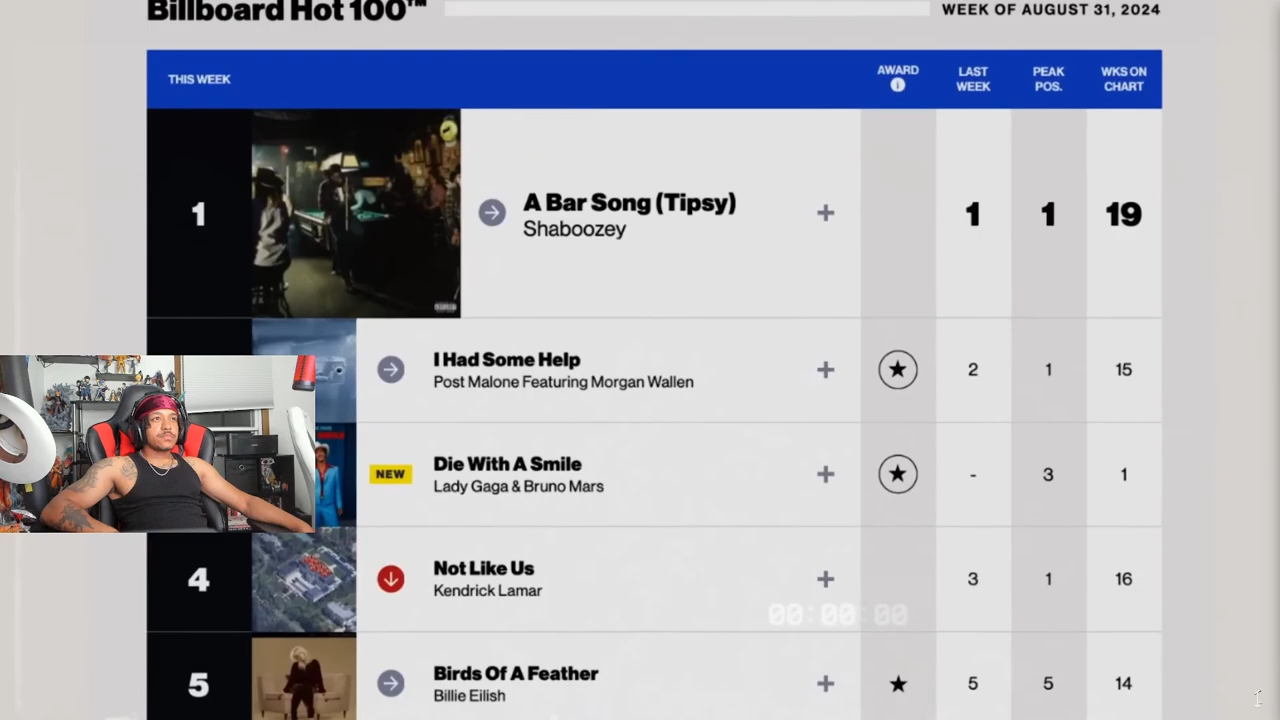 Billboard Hot 100™
WEEK OF AUGUST 31, 2024
THIS WEEK
AWARD
LAST WEEK
PEAK POS.
WKS ON CHART
1
A Bar Song (Tipsy)
Shaboozey
+
1
1
19
I Had Some Help
Post Malone Featuring Morgan Wallen
+
2
1
15
NEW
Die With A Smile
Lady Gaga & Bruno Mars
+
-
3
1
4
Not Like Us
Kendrick Lamar
+
3
1
16
00:00:00
5
Birds Of A Feather
Billie Eilish
+
5
5
14